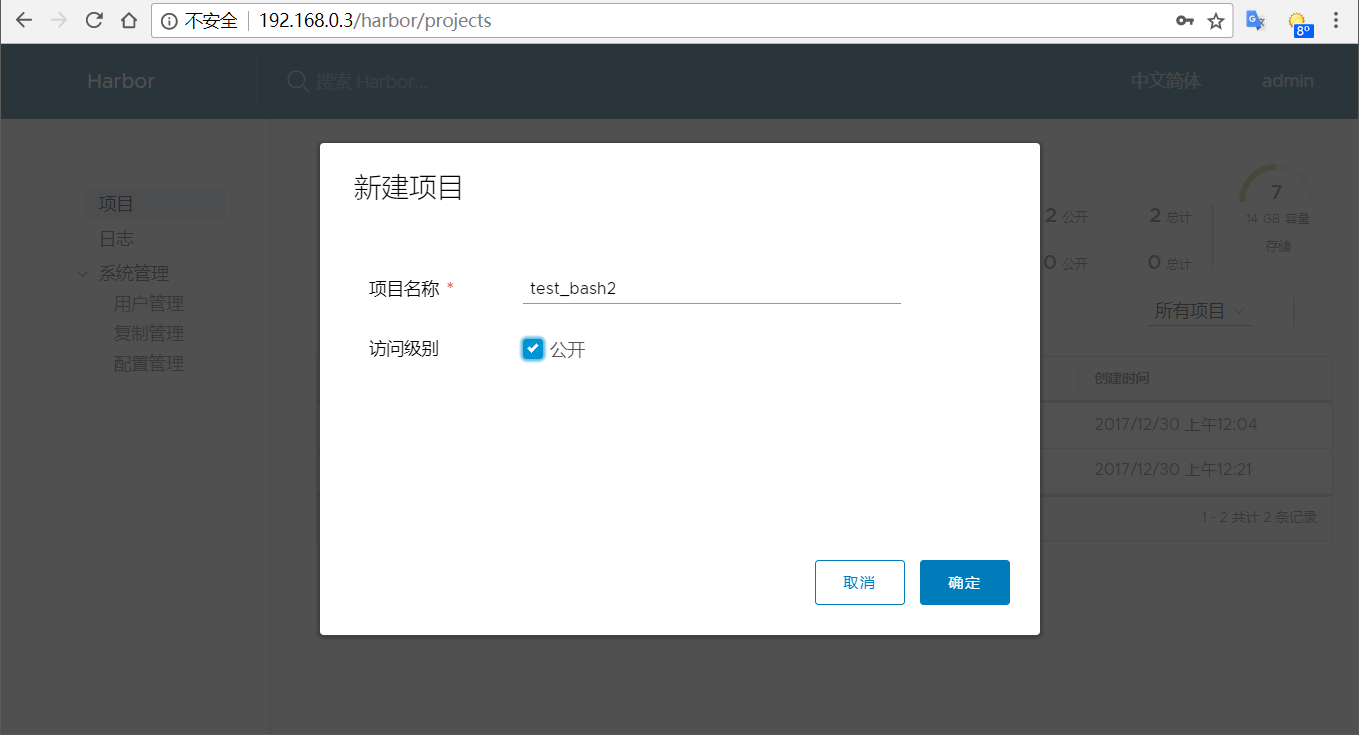 不安全 192.168.0.3/harbor/projects
8°
Harbor 搜索 Harbor... 中文简体 admin
项目
日志
系统管理
用户管理
复制管理
配置管理
新建项目
项目名称 *
test_bash2
访问级别
公开
取消 确定
2 公开 2 总计
0 公开 0 总计
7
14 GB 容量
存储
所有项目
创建时间
2017/12/30 上午12:04
2017/12/30 上午12:21
1 - 2 共计 2 条记录